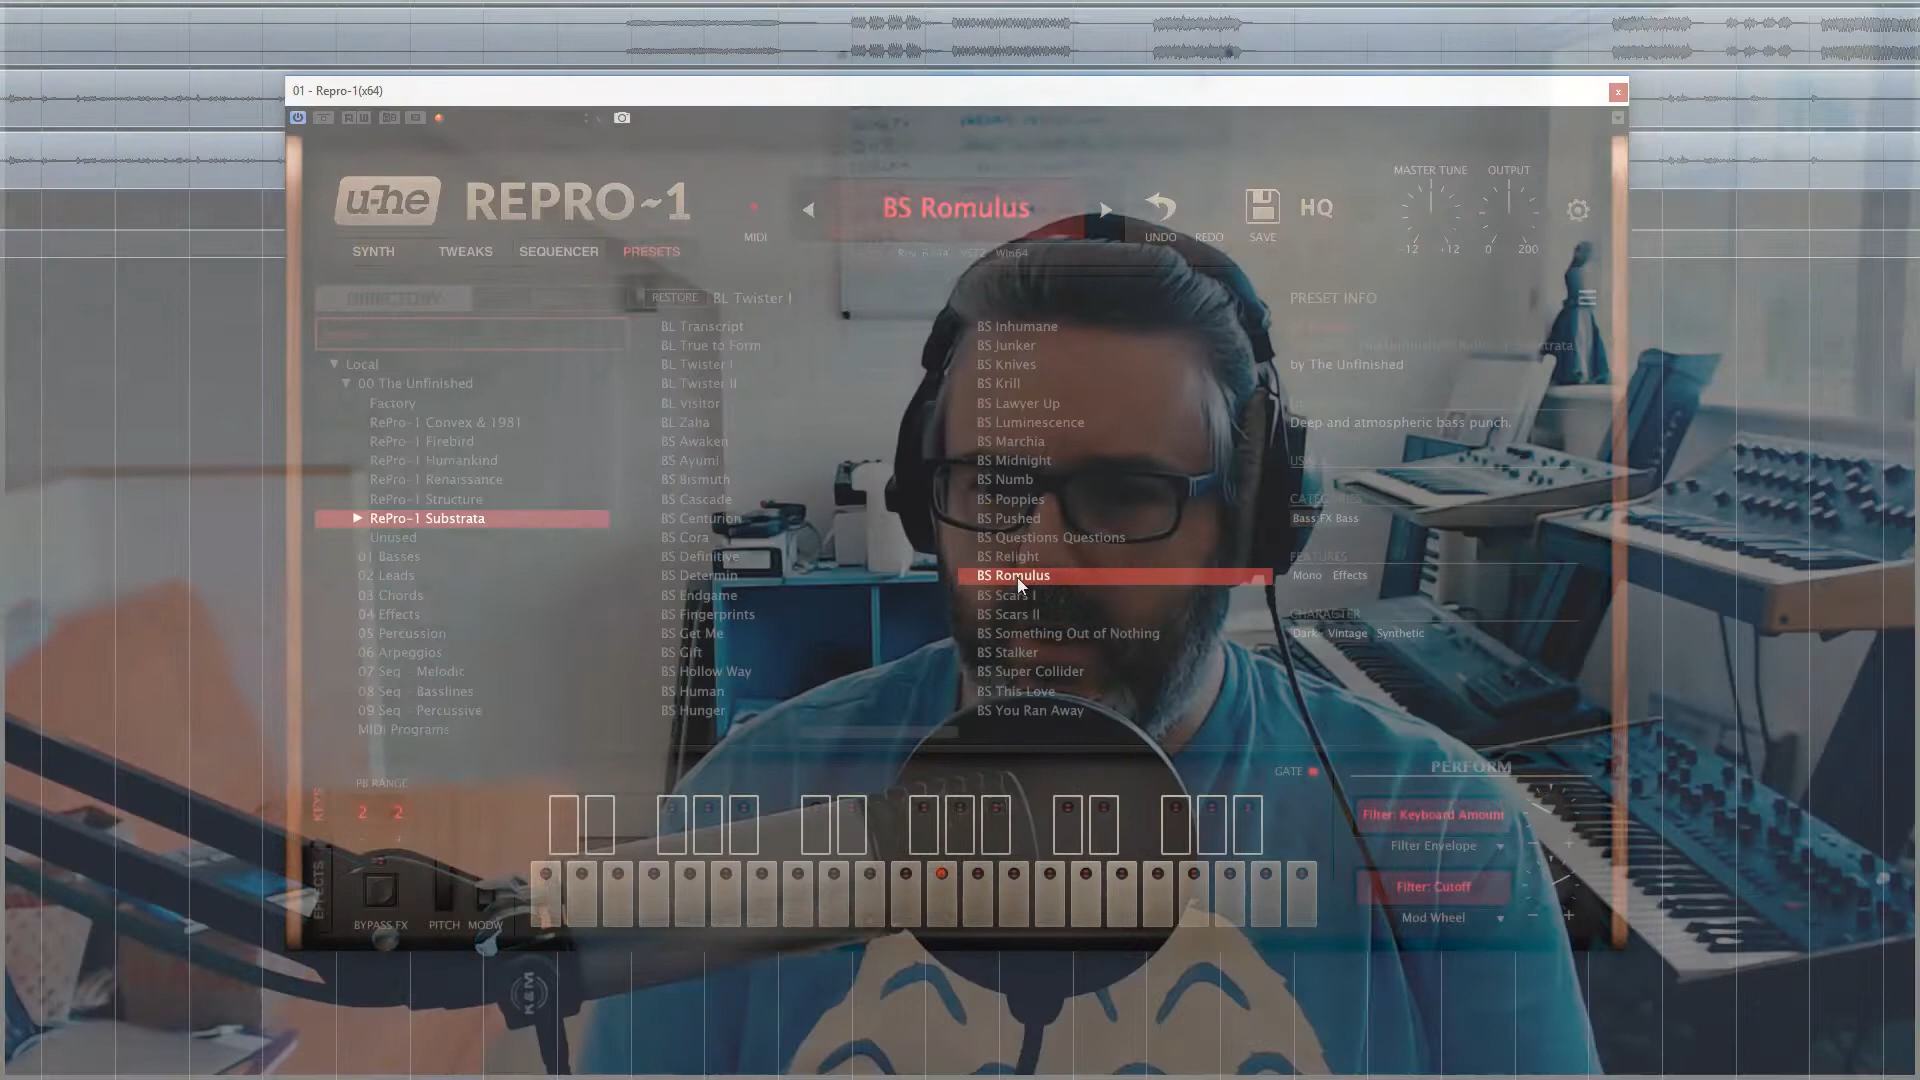 01 - Repro-1(x64)
u-he REPRO~1
MIDI
BS Romulus
UNDO REDO
SAVE
HQ
MASTER TUNE OUTPUT
-12 +12 0 200
SYNTH TWEAKS SEQUENCER PRESETS
Win64
DIRECTORY
RESTORE BL Twister I
Local
00 The Unfinished
Factory
RePro-1 Convex & 1981
RePro-1 Firebird
RePro-1 Humankind
RePro-1 Renaissance
RePro-1 Structure
RePro-1 Substrata
Unused
01 Basses
02 Leads
03 Chords
04 Effects
05 Percussion
06 Arpeggios
07 Seq - Melodic
08 Seq - Basslines
09 Seq - Percussive
MIDI Programs
BL Transcript
BL True to Form
BL Twister I
BL Twister II
BL Visitor
BL Zaha
BS Awaken
BS Ayumi
BS Bismuth
BS Cascade
BS Centurion
BS Cora
BS Definitive
BS Determin
BS Endgame
BS Fingerprints
BS Get Me
BS Gift
BS Hollow Way
BS Human
BS Hunger
BS Inhumane
BS Junker
BS Knives
BS Krill
BS Lawyer Up
BS Luminescence
BS Marchia
BS Midnight
BS Numb
BS Poppies
BS Pushed
BS Questions Questions
BS Relight
BS Romulus
BS Scars I
BS Scars II
BS Something Out of Nothing
BS Stalker
BS Super Collider
BS This Love
BS You Ran Away
PRESET INFO
by The Unfinished
Deep and atmospheric bass punch.
USAGE
CATEGORIES
Bass FX Bass
FEATURES
Mono Effects
CHARACTER
Dark Vintage Synthetic
PB RANGE
2 2
KEYS
EFFECTS
BYPASS FX PITCH MODW
GATE
PERFORM
Filter: Keyboard Amount
Filter Envelope
Filter: Cutoff
Mod Wheel
K&M